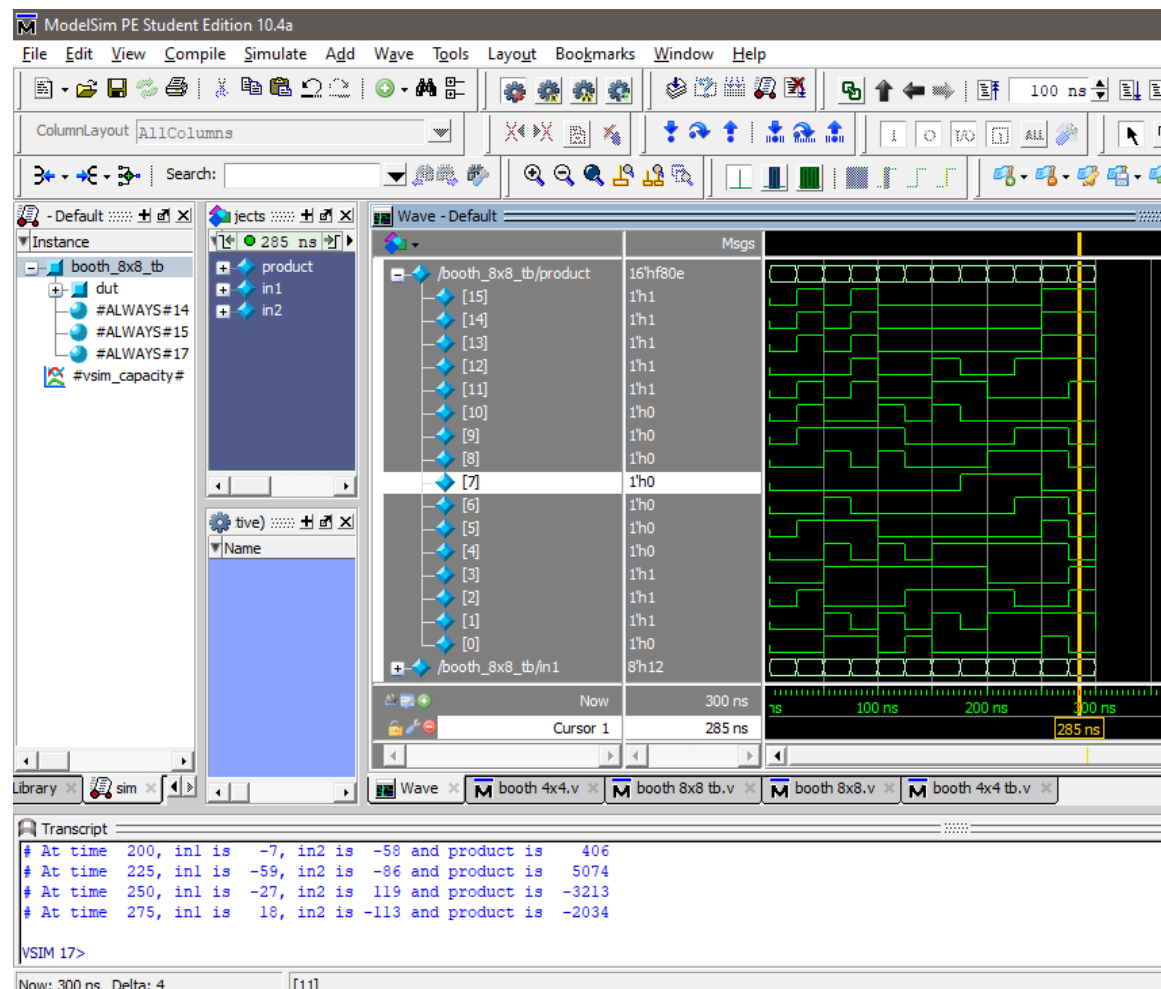 ModelSim PE Student Edition 10.4a
File Edit View Compile Simulate Add Wave Tools Layout Bookmarks Window Help
100 ns
ColumnLayout AllColumns
1 0 I/O ALL
Search:
- Default
jects
Wave - Default
Instance
285 ns
Msgs
booth_8x8_tb
dut
#ALWAYS#14
#ALWAYS#15
#ALWAYS#17
#vsim_capacity#
product
in1
in2
tive)
Name
/booth_8x8_tb/product 16'hf80e
[15] 1'h1
[14] 1'h1
[13] 1'h1
[12] 1'h1
[11] 1'h1
[10] 1'h0
[9] 1'h0
[8] 1'h0
[7] 1'h0
[6] 1'h0
[5] 1'h0
[4] 1'h0
[3] 1'h1
[2] 1'h1
[1] 1'h1
[0] 1'h0
/booth_8x8_tb/in1 8'h12
Now 300 ns
ns 100 ns 200 ns 300 ns
Cursor 1 285 ns
285 ns
Library sim
Wave booth 4x4.v booth 8x8 tb.v booth 8x8.v booth 4x4 tb.v
Transcript
# At time 200, in1 is -7, in2 is -58 and product is 406
# At time 225, in1 is -59, in2 is -86 and product is 5074
# At time 250, in1 is -27, in2 is 119 and product is -3213
# At time 275, in1 is 18, in2 is -113 and product is -2034
VSIM 17>
Now: 300 ns Delta: 4 [11]